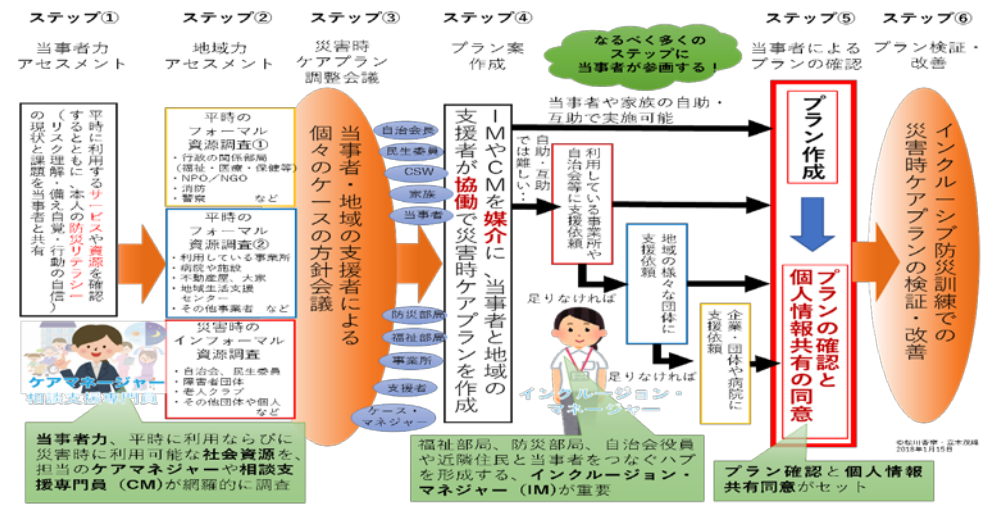 ステップ①
当事者力
アセスメント
平時に利用するサービスや資源を確認
するとともに、本人の防災リテラシー
（リスク理解・備え自覚・行動の自信）
の現状と課題を当事者と共有
ケアマネージャー
相談支援専門員
当事者力、平時に利用ならびに
災害時に利用可能な社会資源を、
担当のケアマネジャーや相談支
援専門員（CM)が網羅的に調査
ステップ②
地域力
アセスメント
平時の
フォーマル
資源調査①
・行政の関係部局
（福祉・医療・保健等）
・NPO／NGO
・消防
・警察　など
平時の
フォーマル
資源調査②
・利用している事業所
・病院や施設
・不動産屋、大家
・地域生活支援
センター
・その他事業者　など
災害時の
インフォーマル
資源調査
・自治会、民生委員
・障害者団体
・老人クラブ
・その他団体や個人
など
ステップ③
災害時
ケアプラン
調整会議
当事者・地域の支援者による
個々のケースの方針会議
自治会長
民生委員
CSW
家族
当事者
防災部局
福祉部局
事業所
支援者
ケース・
マネジャー
ステップ④
プラン案
作成
ＩＭやＣＭを媒介に、当事者と地域の
支援者が協働で災害時ケアプランを作成
なるべく多くの
ステップに
当事者が参画する！
当事者や家族の自助・
互助で実施可能
自助・互助
では難しい‥
利用している事業所や
自治会等に支援依頼
足りなければ
地域の様々な団体に
支援依頼
足りなければ
企業・団体や病院に
支援依頼
インクルージョン・
マネージャー
福祉部局、防災部局、自治会役員
や近隣住民と当事者をつなぐハブ
を形成する、インクルージョン・
マネジャー（IM)が重要
ステップ⑤
当事者による
プランの確認
プラン作成
プランの確認と
個人情報共有の同意
プラン確認と個人情報
共有同意がセット
ステップ⑥
プラン検証・
改善
インクルーシブ防災訓練での
災害時ケアプランの検証・改善
2018年1月15日